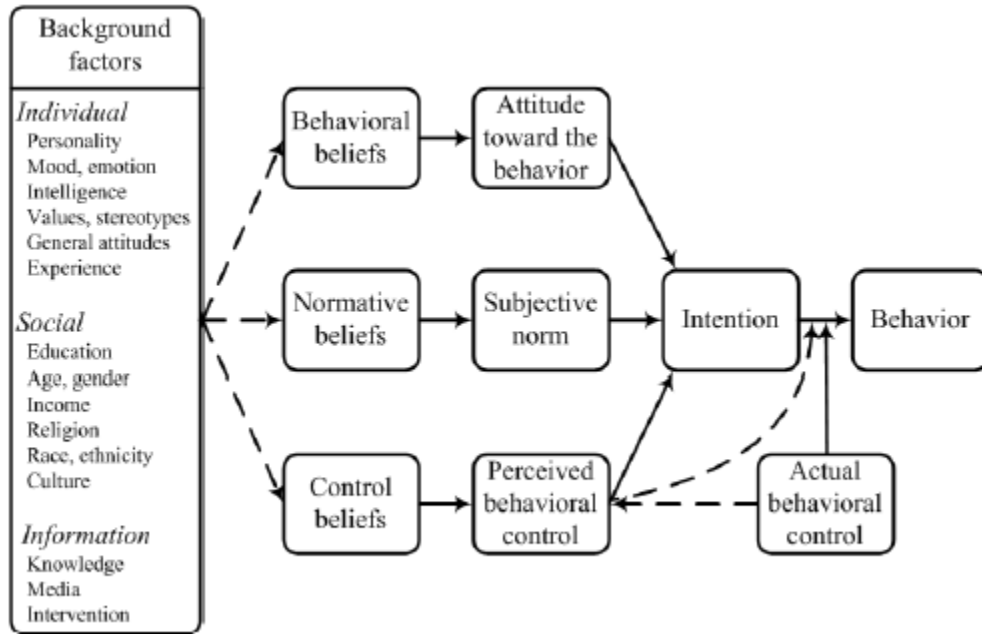 Background
factors
Individual
Personality
Mood, emotion
Intelligence
Values, stereotypes
General attitudes
Experience
Social
Education
Age, gender
Income
Religion
Race, ethnicity
Culture
Information
Knowledge
Media
Intervention
Behavioral
beliefs
Attitude
toward the
behavior
Normative
beliefs
Subjective
norm
Intention
Behavior
Control
beliefs
Perceived
behavioral
control
Actual
behavioral
control